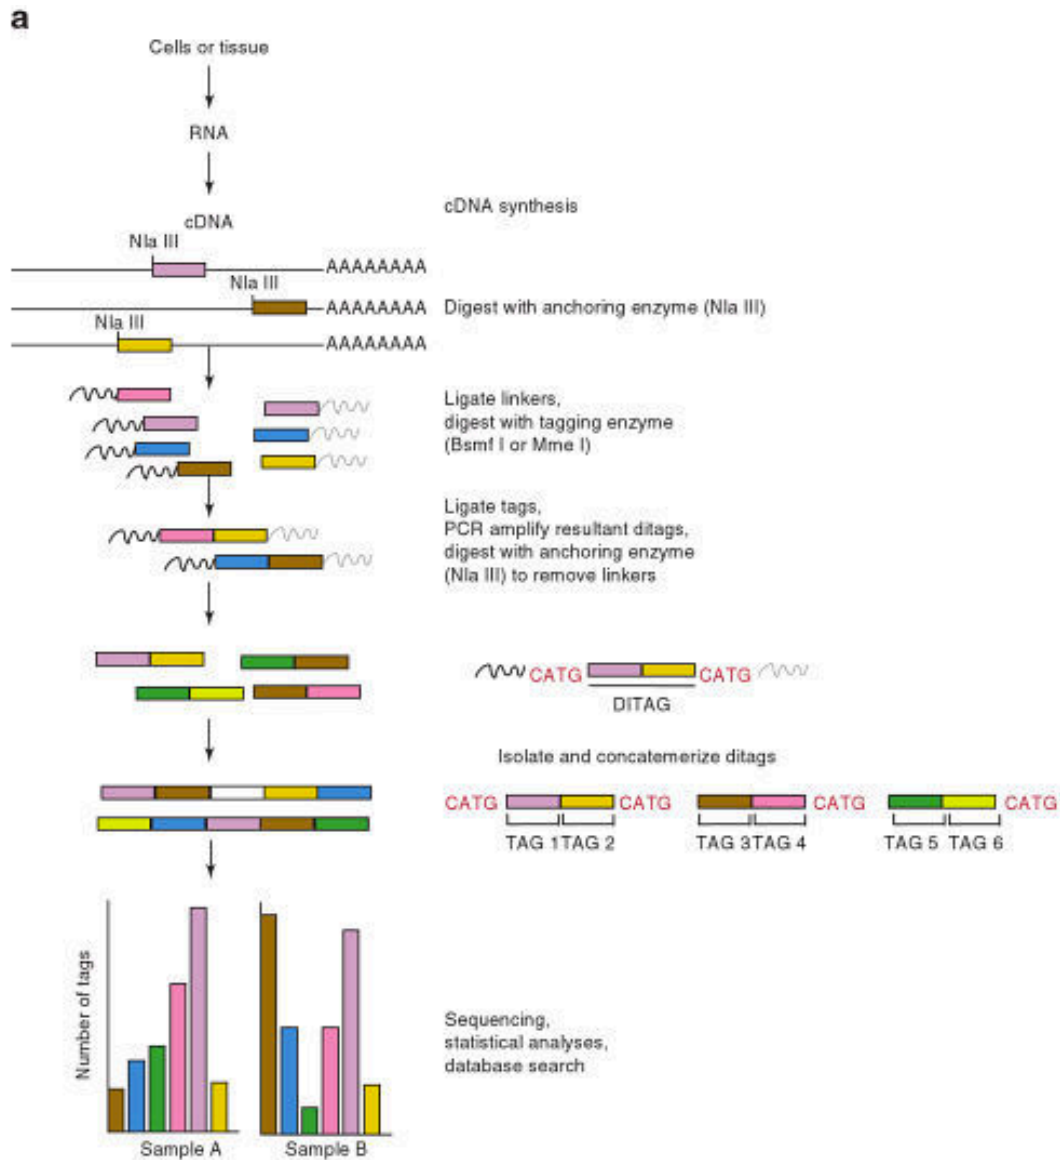 a
Cells or tissue
RNA
cDNA synthesis
cDNA
Nla III
AAAAAAAA
Nla III
AAAAAAAA
Digest with anchoring enzyme (Nla III)
Nla III
AAAAAAAA
Ligate linkers,
digest with tagging enzyme
(Bsmf I or Mme I)
Ligate tags,
PCR amplify resultant ditags,
digest with anchoring enzyme
(Nla III) to remove linkers
CATG CATG
DITAG
Isolate and concatemerize ditags
CATG CATG CATG CATG
TAG 1 TAG 2 TAG 3 TAG 4 TAG 5 TAG 6
Number of tags
Sequencing,
statistical analyses,
database search
Sample A Sample B